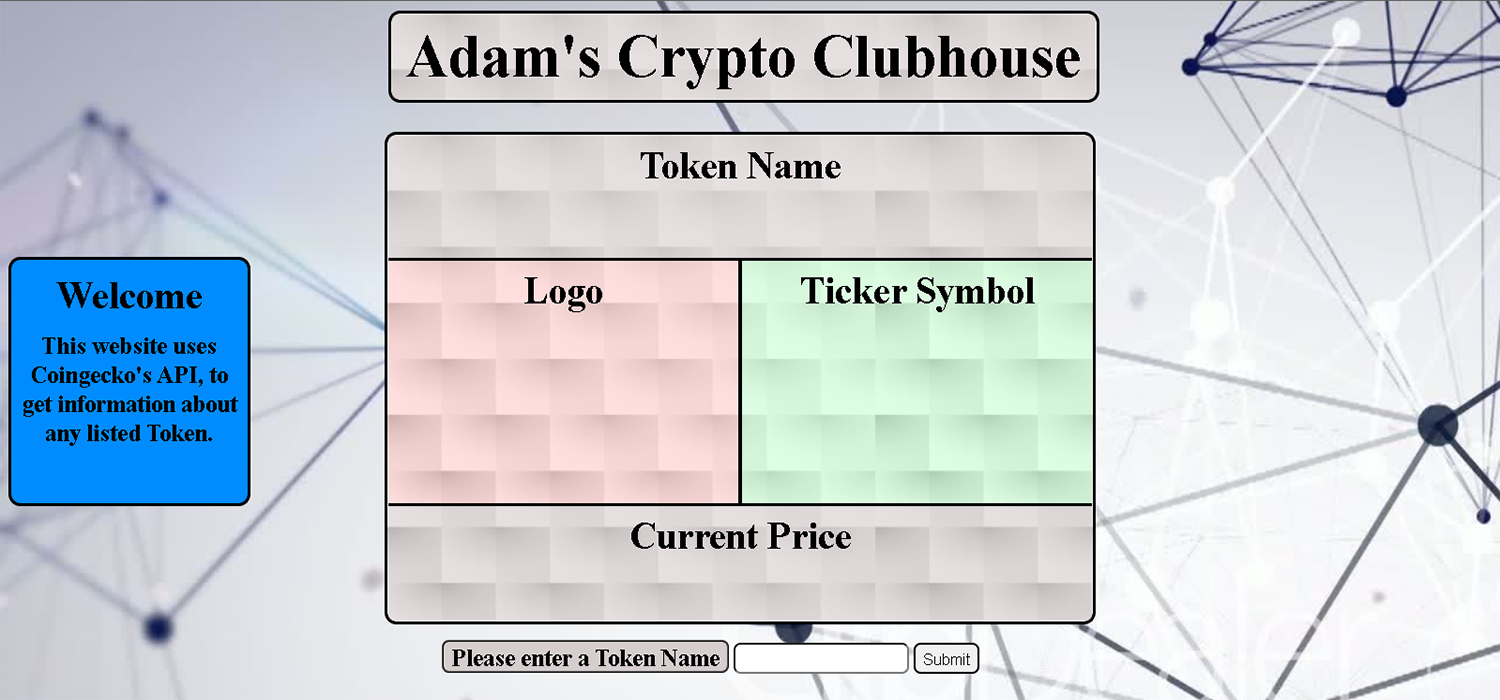 Adam's Crypto Clubhouse
Token Name
Logo
Ticker Symbol
Current Price
Welcome
This website uses
Coingecko's API, to
get information about
any listed Token.
Please enter a Token Name
Submit